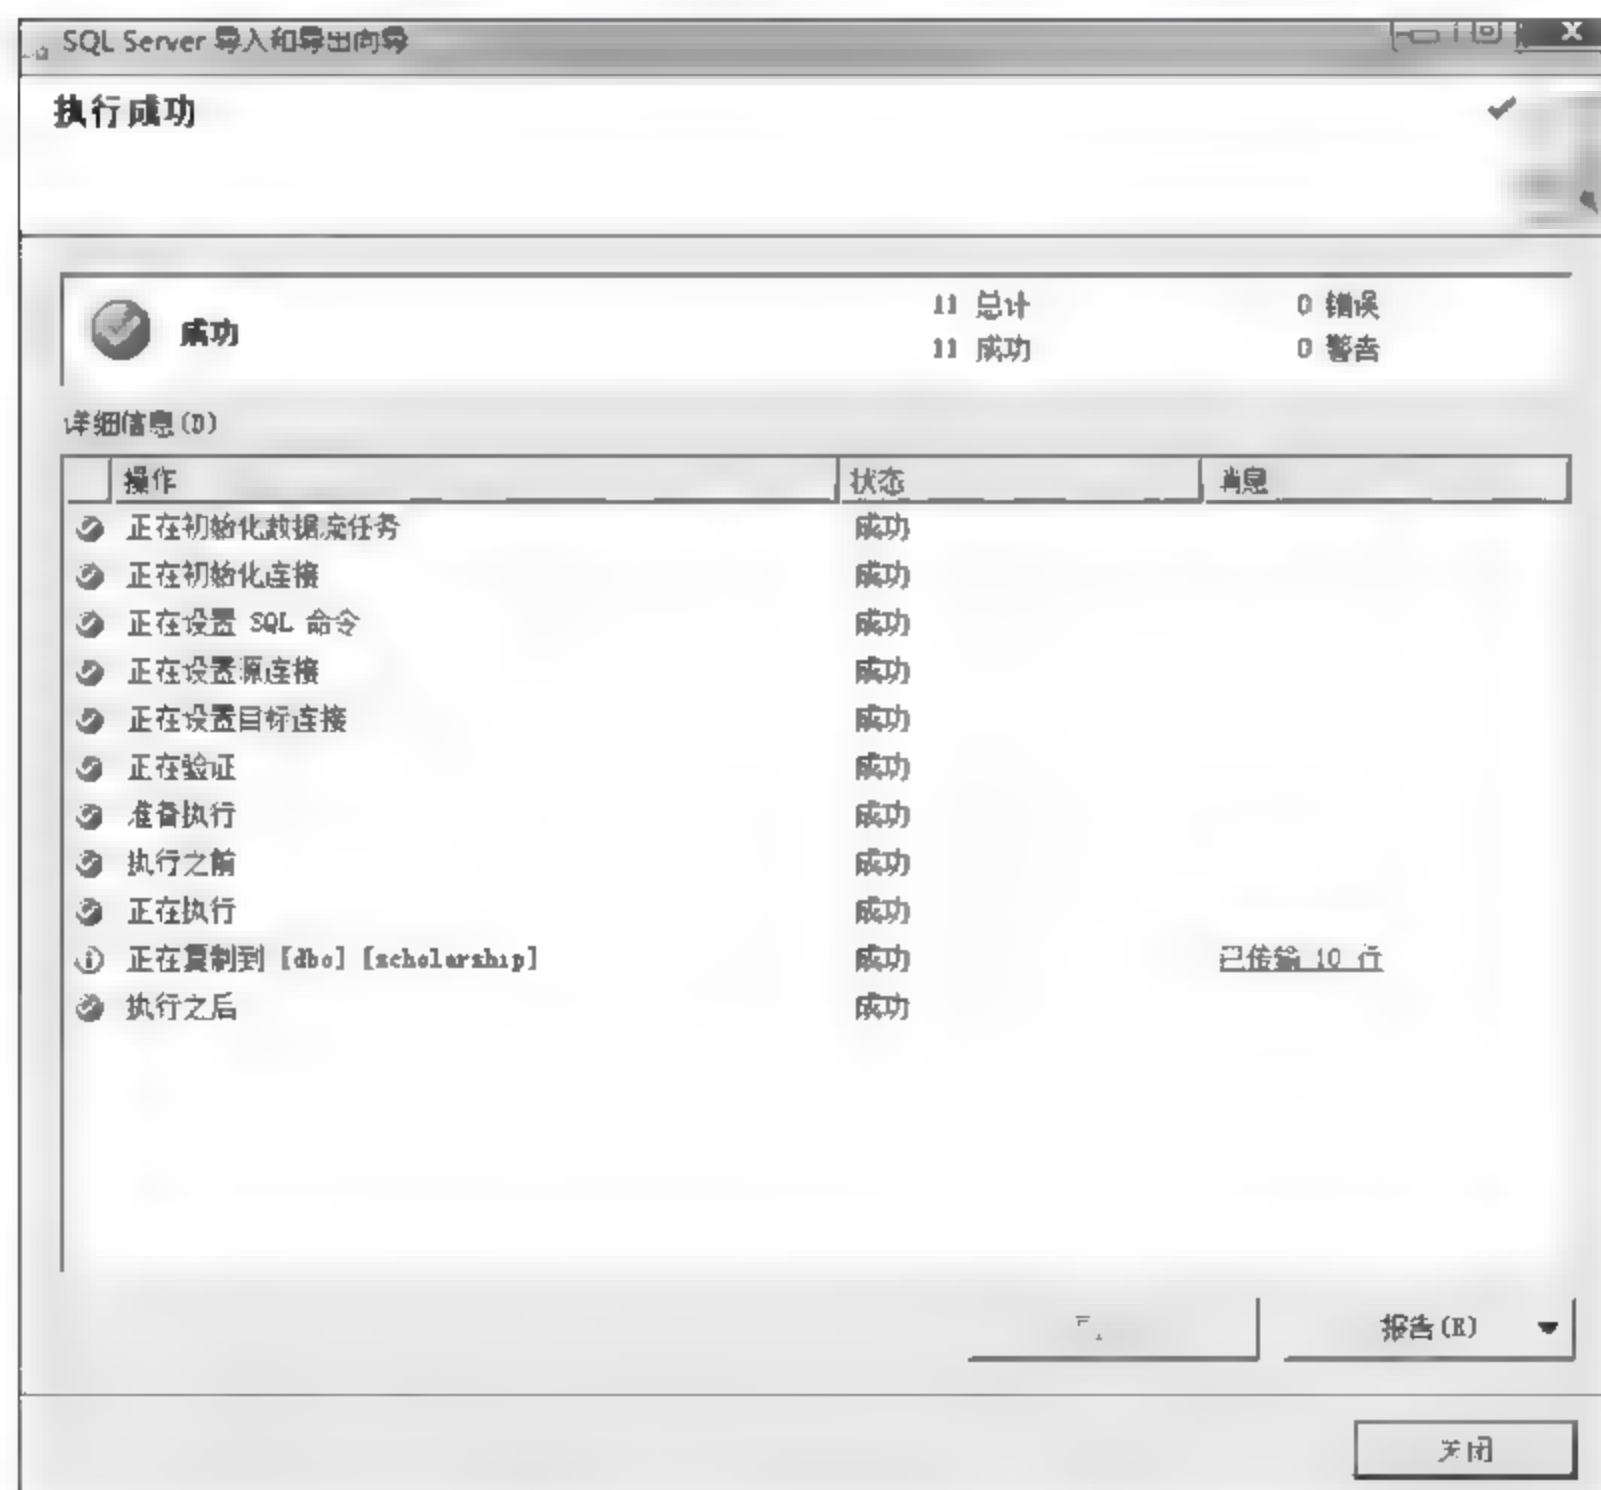 SQL Server 导入和导出向导
执行成功
成功
11 总计
0 错误
11 成功
0 警告
详细信息(D)
操作 状态 消息
正在初始化数据流任务 成功
正在初始化连接 成功
正在设置 SQL 命令 成功
正在设置源连接 成功
正在设置目标连接 成功
正在验证 成功
准备执行 成功
执行之前 成功
正在执行 成功
正在复制到 [dbo] [scholarship] 成功 已传输 10 行
执行之后 成功
报告(R)
关闭